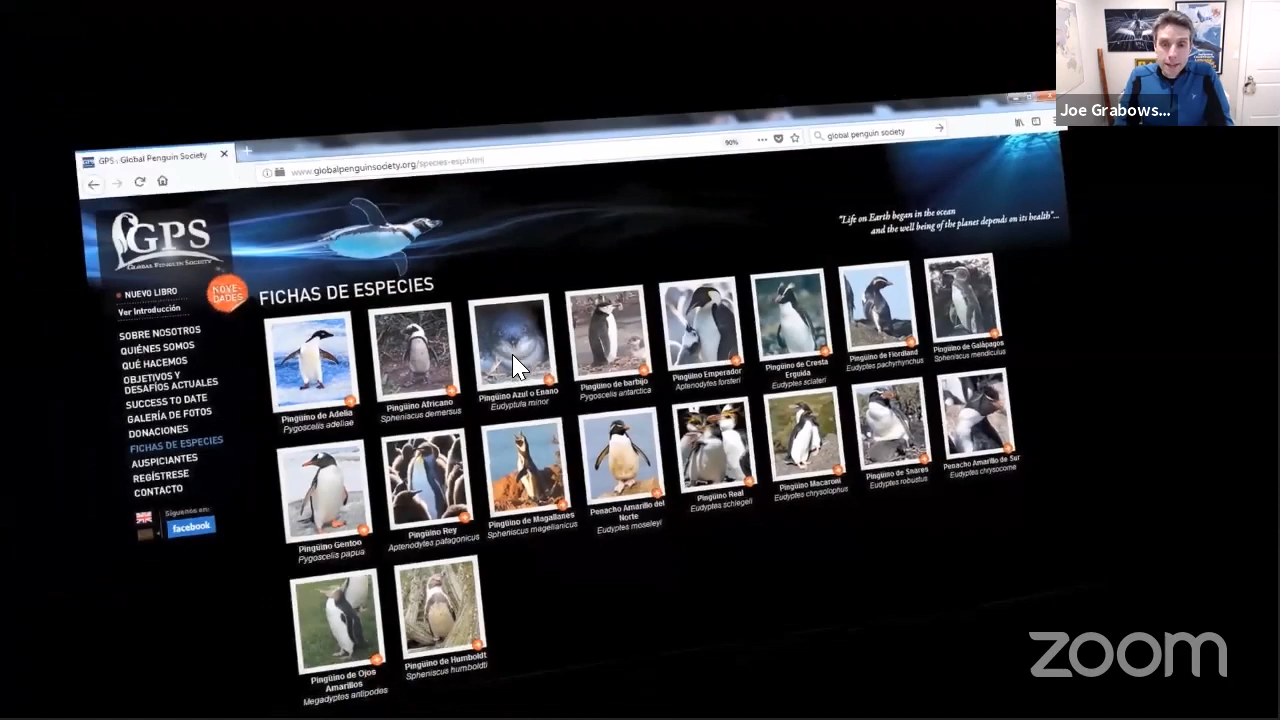 Joe Grabows...
GPS : Global Penguin Society
90%
global penguin society
www.globalpenguinsociety.org/species-esp.html
GPS
GLOBAL PENGUIN SOCIETY
"Life on Earth began in the ocean
and the well being of the planes depends on its health"...
NUEVO LIBRO
Ver Introducción
NOVE-
DADES
FICHAS DE ESPECIES
SOBRE NOSOTROS
QUIÉNES SOMOS
QUÉ HACEMOS
OBJETIVOS Y
DESAFÍOS ACTUALES
SUCCESS TO DATE
GALERÍA DE FOTOS
DONACIONES
FICHAS DE ESPECIES
AUSPICIANTES
REGÍSTRESE
CONTACTO
Síguenos en:
facebook
Pingüino de Adelia
Pygoscelis adeliae
Pingüino Africano
Spheniscus demersus
Pingüino Azul o Enano
Eudyptula minor
Pingüino de barbijo
Pygoscelis antarctica
Pingüino Emperador
Aptenodytes forsteri
Pingüino de Cresta
Erguida
Eudyptes sclateri
Pingüino de Fiordland
Eudyptes pachyrhynchus
Pingüino de Galápagos
Spheniscus mendiculus
Pingüino Gentoo
Pygoscelis papua
Pingüino Rey
Aptenodytes patagonicus
Pingüino de Magallanes
Spheniscus magellanicus
Penacho Amarillo del
Norte
Eudyptes moseleyi
Pingüino Real
Eudyptes schlegeli
Pingüino Macaroni
Eudyptes chrysolophus
Pingüino de Snares
Eudyptes robustus
Penacho Amarillo de Sur
Eudyptes chrysocome
Pingüino de Ojos
Amarillos
Megadyptes antipodes
Pingüino de Humboldt
Spheniscus humboldti
zoom